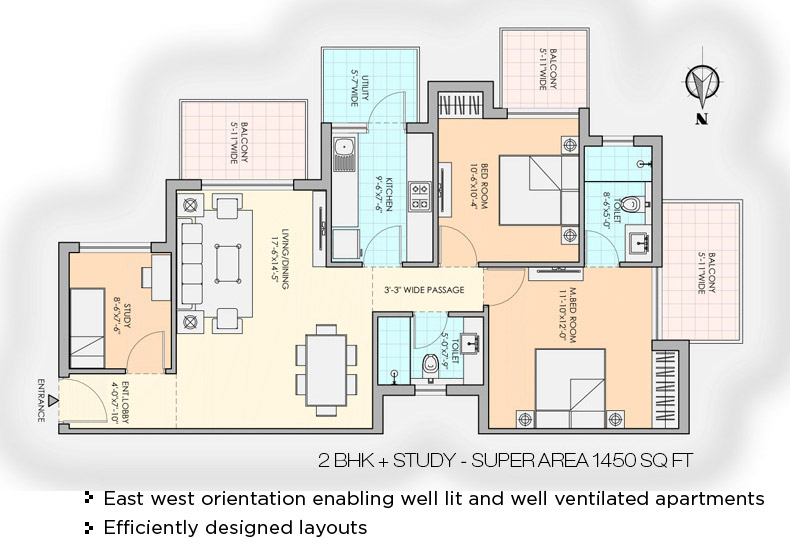 BALCONY
5'-11"WIDE
UTILITY
5'-7"WIDE
BALCONY
5'-11"WIDE
N
KITCHEN
9'-6"x7'-6"
BED ROOM
10'-6"x10'-4"
TOILET
8'-6"x5'-0"
LIVING/DINING
17'-6"x14'-5"
BALCONY
5'-11"WIDE
STUDY
8'-6"x7'-6"
3'-3" WIDE PASSAGE
M.BED ROOM
11'-10"x12'-0"
TOILET
5'-0"x7'-9"
ENTRANCE
ENT.LOBBY
4'-0"x7'-10"
2 BHK + STUDY - SUPER AREA 1450 SQ FT
East west orientation enabling well lit and well ventilated apartments
Efficiently designed layouts